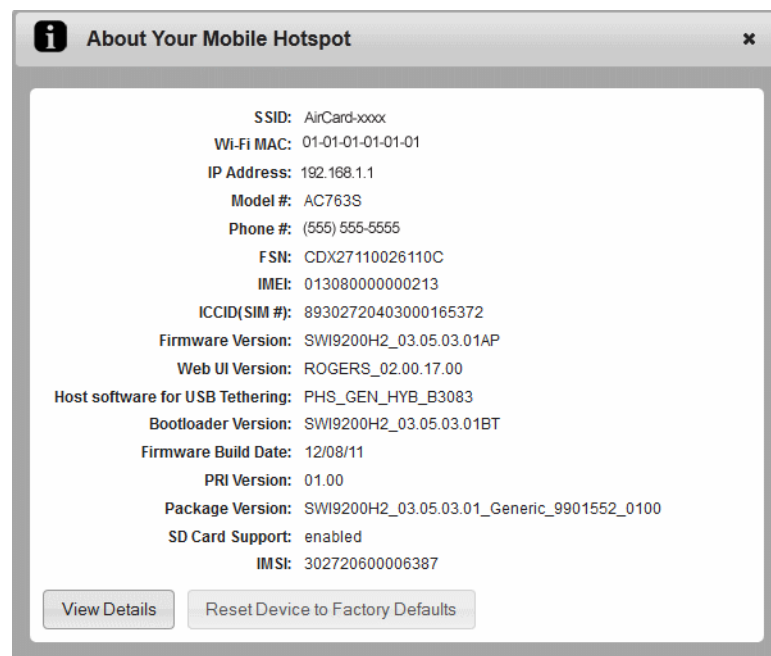 About Your Mobile Hotspot
SSID: AirCard-xxxx
Wi-Fi MAC: 01-01-01-01-01-01
IP Address: 192.168.1.1
Model #: AC763S
Phone #: (555) 555-5555
FSN: CDX27110026110C
IMEI: 013080000000213
ICCID(SIM #): 89302720403000165372
Firmware Version: SWI9200H2_03.05.03.01AP
Web UI Version: ROGERS_02.00.17.00
Host software for USB Tethering: PHS_GEN_HYB_B3083
Bootloader Version: SWI9200H2_03.05.03.01BT
Firmware Build Date: 12/08/11
PRI Version: 01.00
Package Version: SWI9200H2_03.05.03.01_Generic_9901552_0100
SD Card Support: enabled
IMSI: 302720600006387
View Details Reset Device to Factory Defaults